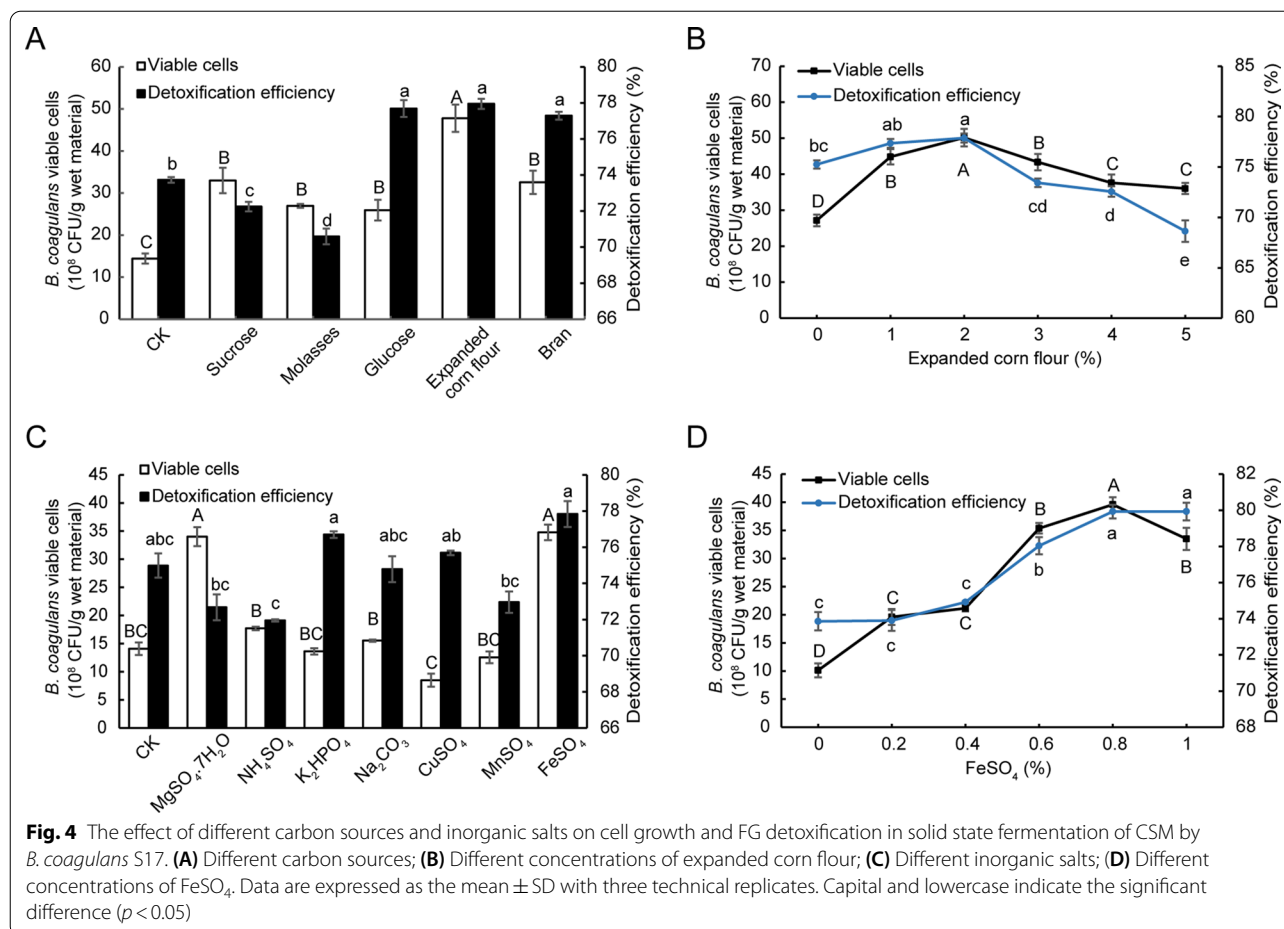 A
Viable cells
Detoxification efficiency
B. coagulans viable cells
(10⁸ CFU/g wet material)
60
50
40
30
20
10
0
C
b
B
c
B
d
B
a
A
a
B
a
80
78
76
74
72
70
68
66
Detoxification efficiency (%)
CK
Sucrose
Molasses
Glucose
Expanded
corn flour
Bran
B
Viable cells
Detoxification efficiency
B. coagulans viable cells
(10⁸ CFU/g wet material)
70
60
50
40
30
20
10
0
bc
ab
a
B
C
C
D
B
A
cd
d
e
85
80
75
70
65
60
Detoxification efficiency (%)
0
1
2
3
4
5
Expanded corn flour (%)
C
Viable cells
Detoxification efficiency
B. coagulans viable cells
(10⁸ CFU/g wet material)
45
40
35
30
25
20
15
10
5
0
BC
abc
A
bc
B
c
BC
a
B
abc
C
ab
BC
bc
A
a
80
78
76
74
72
70
68
66
Detoxification efficiency (%)
CK
MgSO₄.7H₂O
NH₄SO₄
K₂HPO₄
Na₂CO₃
CuSO₄
MnSO₄
FeSO₄
D
Viable cells
Detoxification efficiency
B. coagulans viable cells
(10⁸ CFU/g wet material)
45
40
35
30
25
20
15
10
5
0
c
C
c
B
A
a
D
c
C
b
a
B
82
80
78
76
74
72
71
68
Detoxification efficiency (%)
0
0.2
0.4
0.6
0.8
1
FeSO₄ (%)
Fig. 4 The effect of different carbon sources and inorganic salts on cell growth and FG detoxification in solid state fermentation of CSM by
B. coagulans S17. (A) Different carbon sources; (B) Different concentrations of expanded corn flour; (C) Different inorganic salts; (D) Different
concentrations of FeSO₄. Data are expressed as the mean ± SD with three technical replicates. Capital and lowercase indicate the significant
difference (p < 0.05)